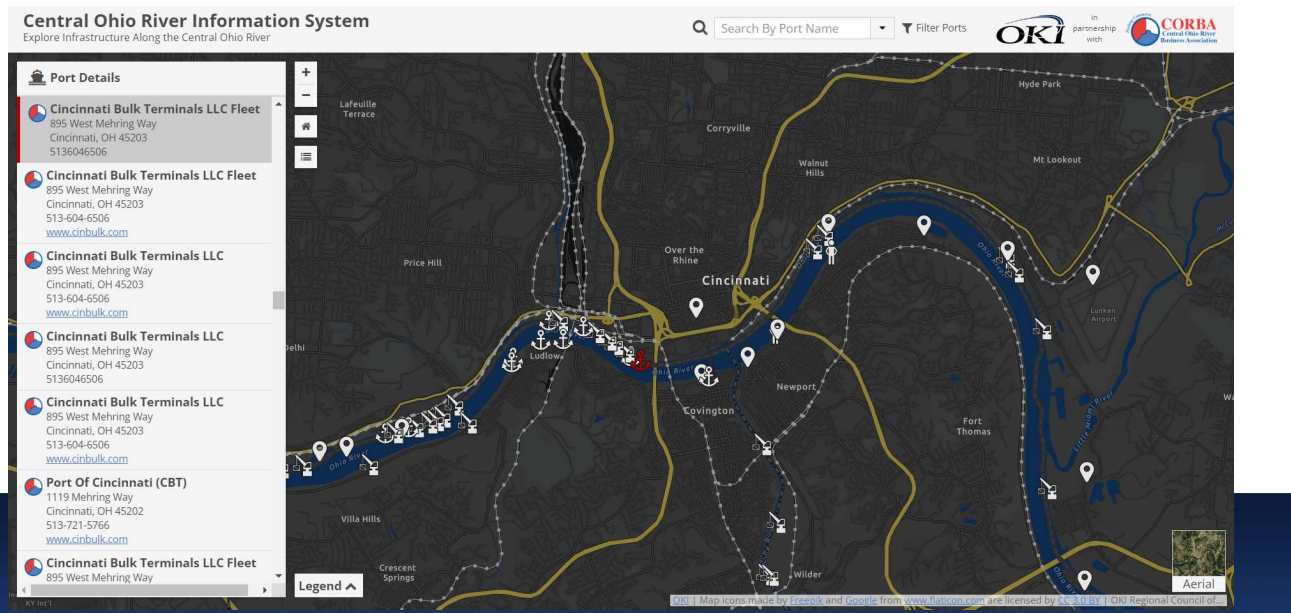 Central Ohio River Information System
Explore Infrastructure Along the Central Ohio River
Search By Port Name
Filter Ports
OKI
in
partnership
with
CORBA
Central Ohio River
Business Association
Port Details
Cincinnati Bulk Terminals LLC Fleet
895 West Mehring Way
Cincinnati, OH 45203
5136046506
Cincinnati Bulk Terminals LLC Fleet
895 West Mehring Way
Cincinnati, OH 45203
513-604-6506
www.cinbulk.com
Cincinnati Bulk Terminals LLC
895 West Mehring Way
Cincinnati, OH 45203
513-604-6506
www.cinbulk.com
Cincinnati Bulk Terminals LLC
895 West Mehring Way
Cincinnati, OH 45203
5136046506
Cincinnati Bulk Terminals LLC
895 West Mehring Way
Cincinnati, OH 45203
513-604-6506
www.cinbulk.com
Port Of Cincinnati (CBT)
1119 Mehring Way
Cincinnati, OH 45202
513-721-5766
www.cinbulk.com
Cincinnati Bulk Terminals LLC Fleet
895 West Mehring Way
+
−
Lafeuille
Terrace
Hyde Park
Corryville
Walnut
Hills
Mt Lookout
Over the
Rhine
Price Hill
Cincinnati
Ohio River
Lunken
Airport
Delhi
Ludlow
Ohio River
Newport
Covington
Fort
Thomas
Little Miami River
Ohio River
Villa Hills
Crescent
Springs
Wilder
Ohio River
KY Int'l
Legend
Aerial
OKI | Map icons made by Freepik and Google from www.flaticon.com are licensed by CC 3.0 BY | OKI Regional Council of...